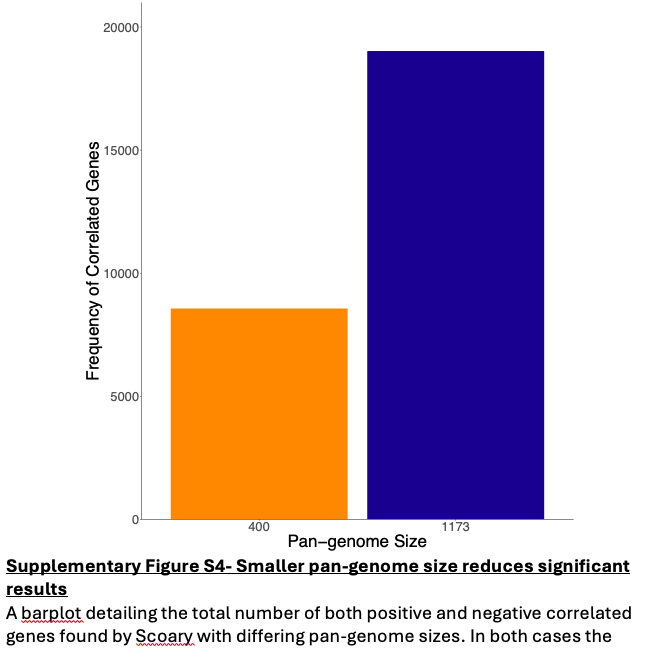 20000
15000
10000
5000
0
Frequency of Correlated Genes
400 1173
Pan−genome Size
Supplementary Figure S4- Smaller pan-genome size reduces significant
results
A barplot detailing the total number of both positive and negative correlated
genes found by Scoary with differing pan-genome sizes. In both cases the